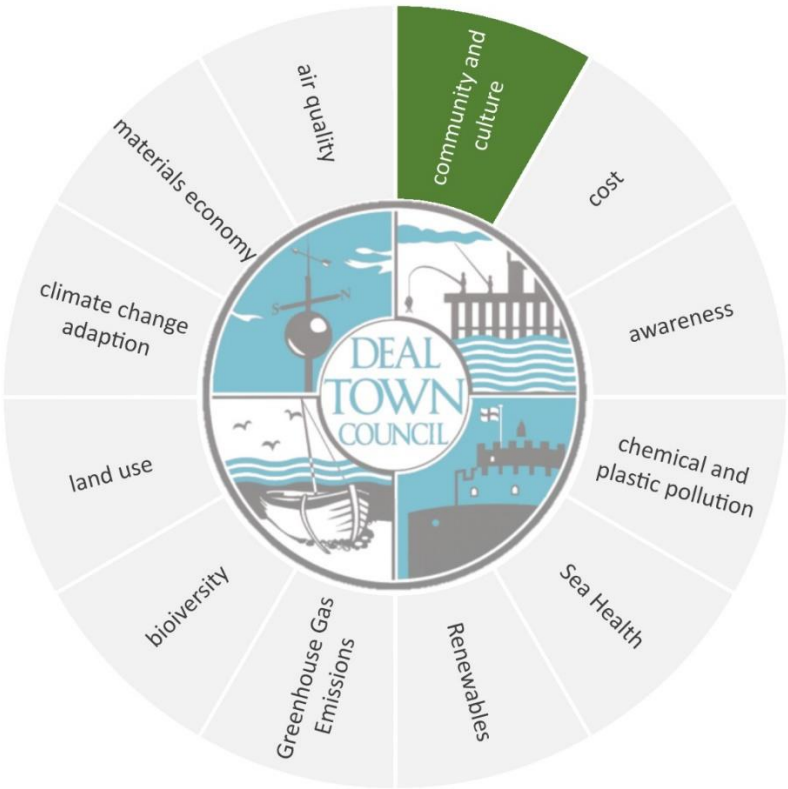 community and
culture
cost
awareness
chemical and
plastic pollution
Sea Health
Renewables
Greenhouse Gas
Emissions
bioiversity
land use
climate change
adaption
materials economy
air quality
S
N
DEAL
TOWN
COUNCIL